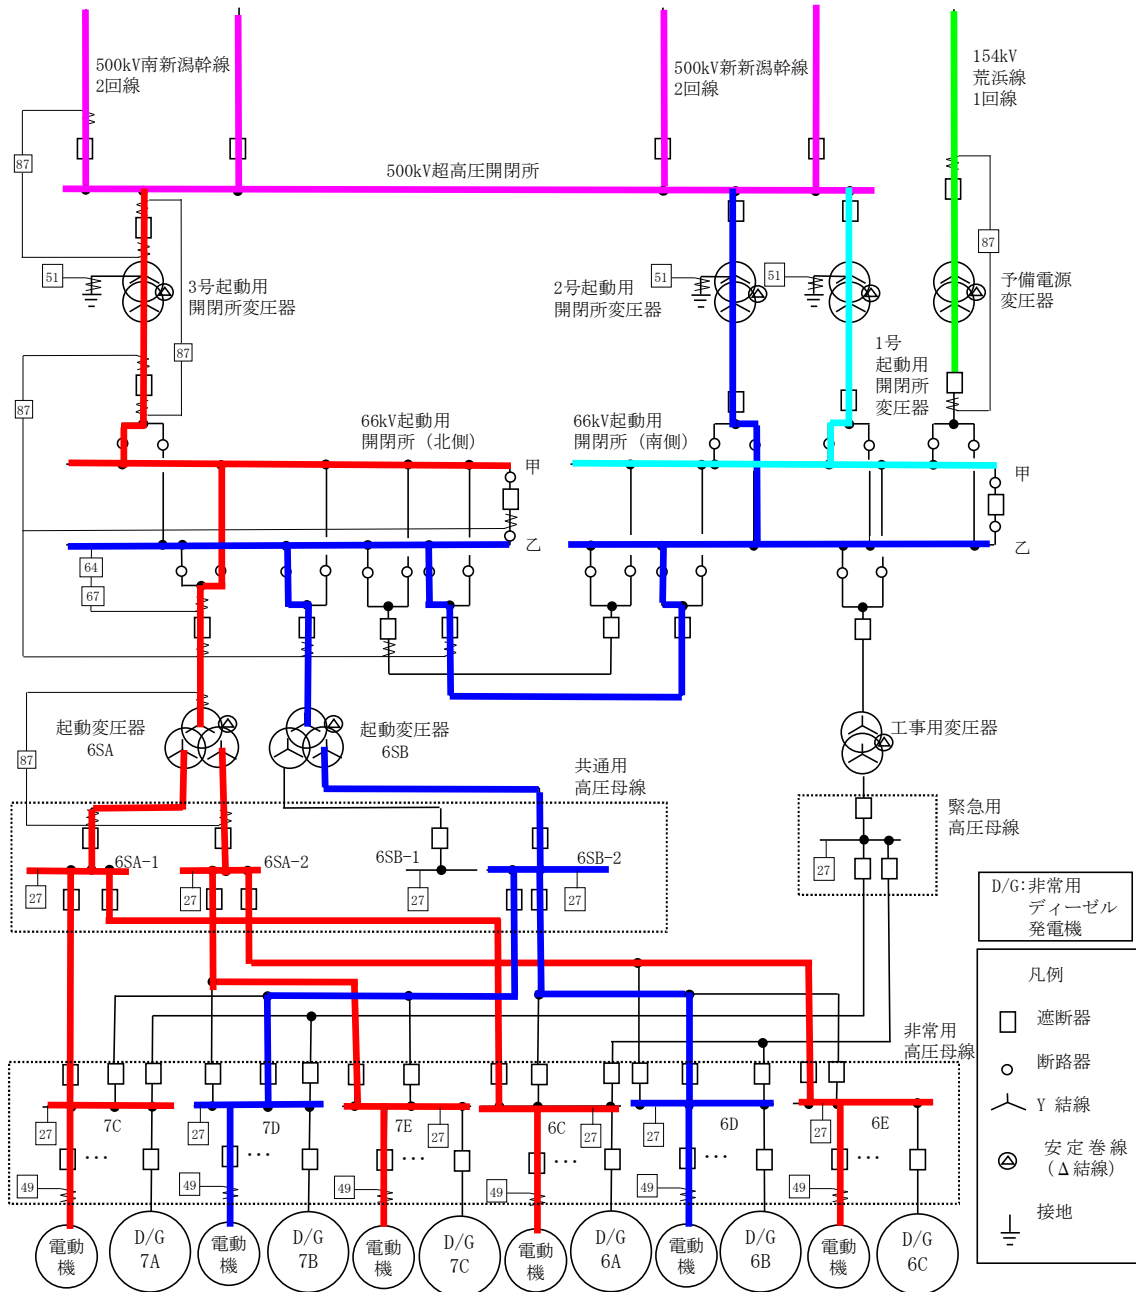 500kV南新潟幹線
2回線
500kV新新潟幹線
2回線
154kV
荒浜線
1回線
87
500kV超高圧開閉所
87
51
3号起動用
開閉所変圧器
51
2号起動用
開閉所変圧器
51
予備電源
変圧器
87
1号
起動用
開閉所
変圧器
87
66kV起動用
開閉所（北側）
66kV起動用
開閉所（南側）
甲
甲
乙
乙
64
67
起動変圧器
6SA
起動変圧器
6SB
工事用変圧器
87
共通用
高圧母線
緊急用
高圧母線
6SA-1
6SA-2
6SB-1
6SB-2
27
27
27
27
27
D/G:非常用
ディーゼル
発電機
凡例
遮断器
断路器
Y 結線
安定巻線
(Δ結線)
接地
非常用
高圧母線
7C
7D
7E
6C
6D
6E
27
27
27
27
27
27
…
…
…
…
…
…
49
49
49
49
49
49
電動
機
D/G
7A
電動
機
D/G
7B
電動
機
D/G
7C
電動
機
D/G
6A
電動
機
D/G
6B
電動
機
D/G
6C